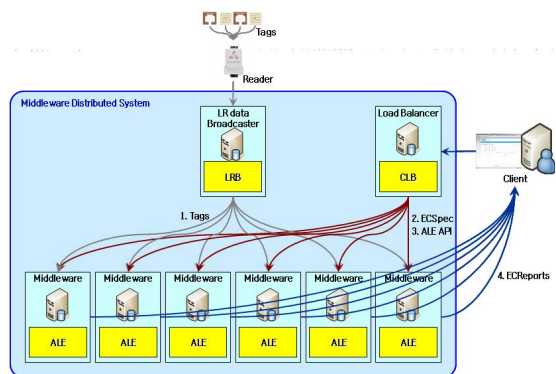 Tags
Reader
Middleware Distributed System
LR data
Broadcaster
LRB
Load Balancer
CLB
Client
1. Tags
2. ECSpec
3. ALE API
Middleware
Middleware
Middleware
Middleware
Middleware
Middleware
4. ECReports
ALE
ALE
ALE
ALE
ALE
ALE